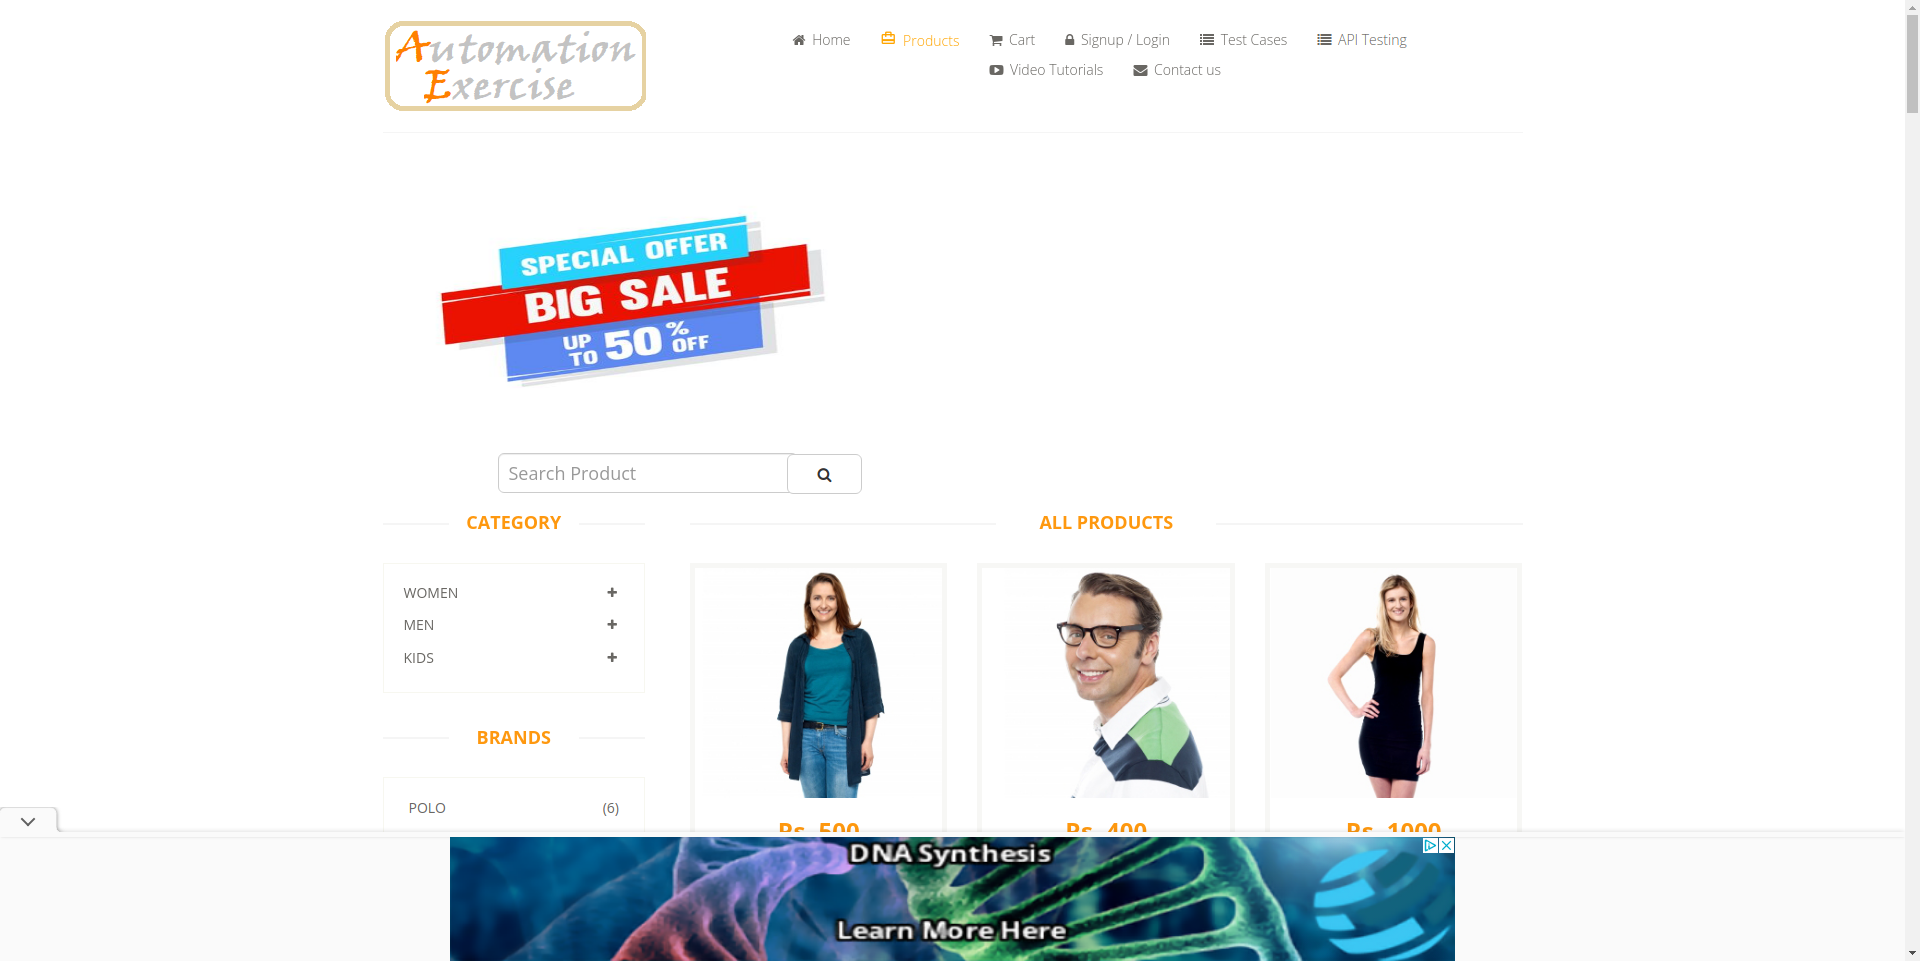 Automation
Exercise
Home
Products
Cart
Signup / Login
Test Cases
API Testing
Video Tutorials
Contact us
SPECIAL OFFER
BIG SALE
UP TO 50% OFF
Search Product
CATEGORY
ALL PRODUCTS
WOMEN
MEN
KIDS
BRANDS
POLO (6)
Rs. 500
Rs. 400
Rs. 1000
DNA Synthesis
Learn More Here